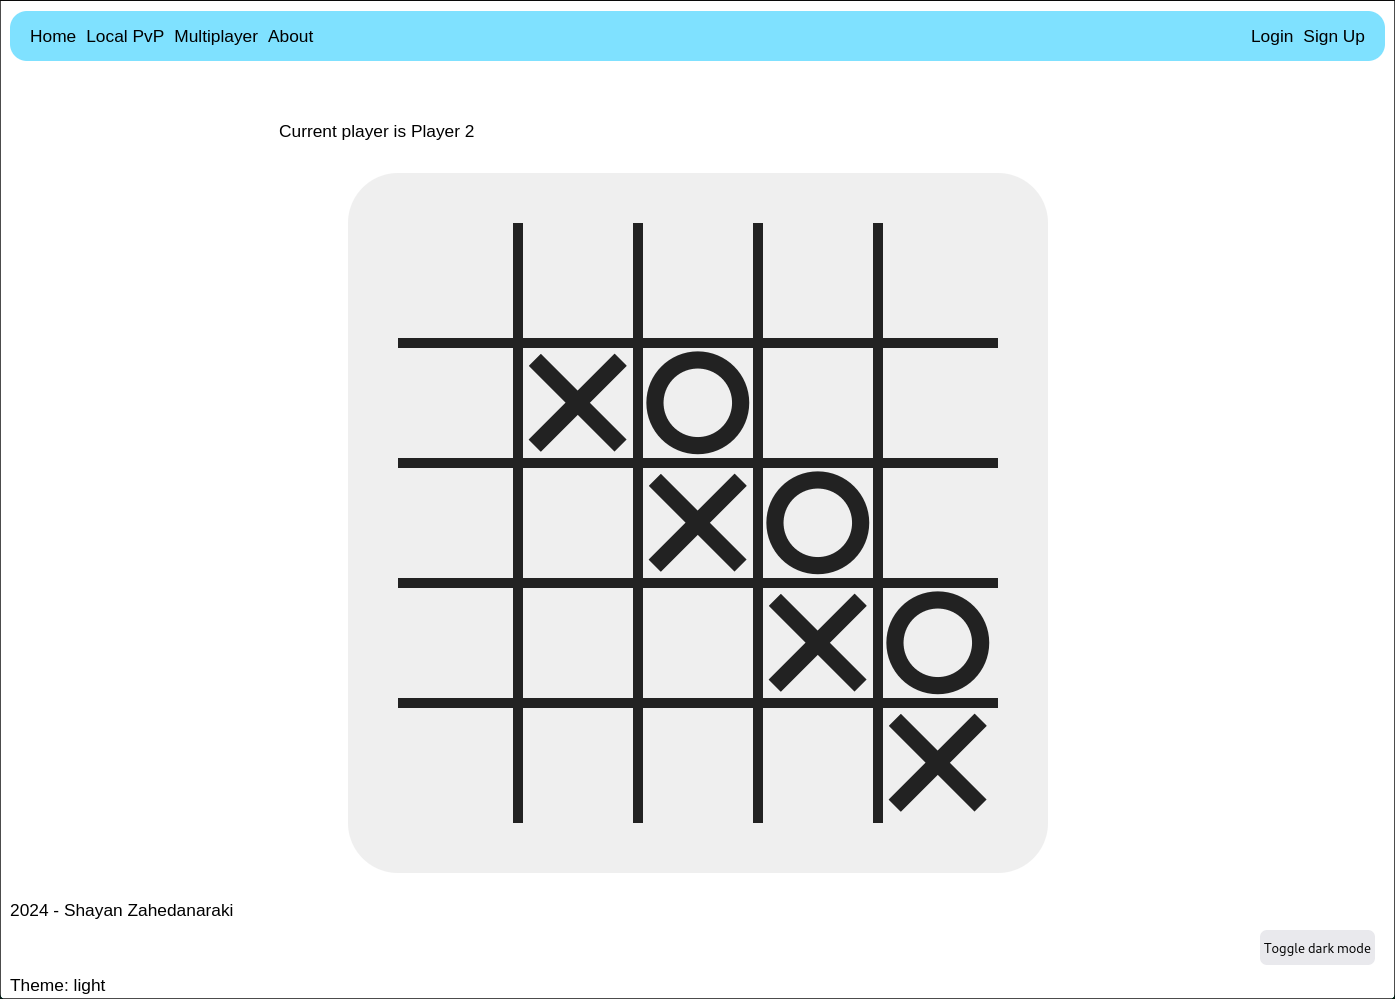 Home Local PvP Multiplayer About Login Sign Up
Current player is Player 2
2024 - Shayan Zahedanaraki
Toggle dark mode
Theme: light